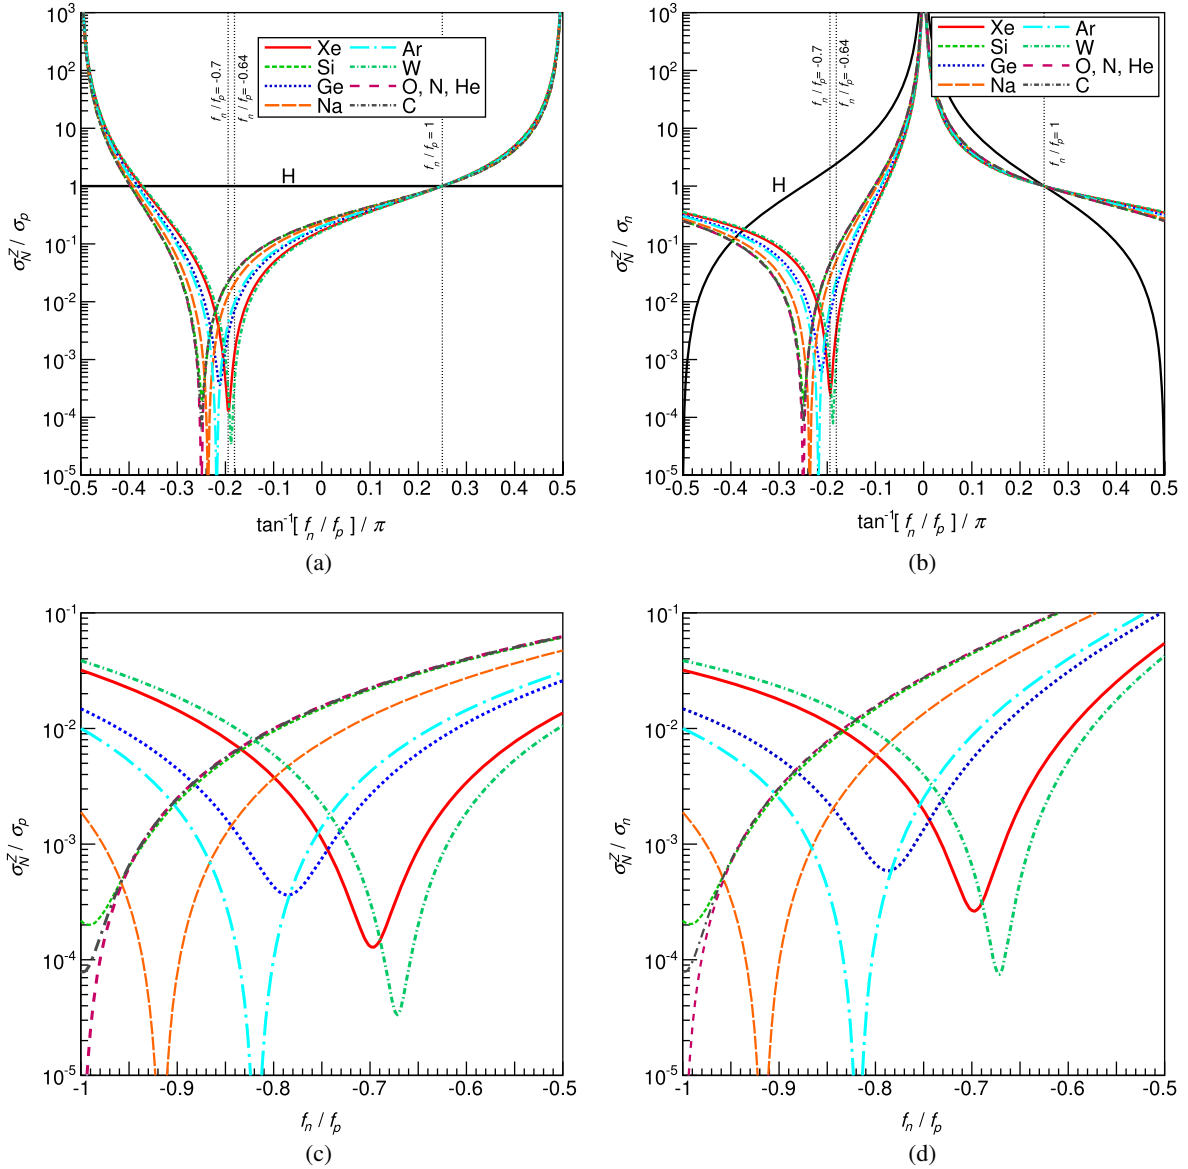 10³
10²
10
1
10⁻¹
10⁻²
10⁻³
10⁻⁴
10⁻⁵
σ_N^Z / σ_p
Xe Ar
Si W
Ge O, N, He
Na C
f_n / f_p = -0.7
f_n / f_p = -0.64
f_n / f_p = 1
H
-0.5 -0.4 -0.3 -0.2 -0.1 0 0.1 0.2 0.3 0.4 0.5
tan⁻¹[ f_n / f_p ] / π
(a)
10³
10²
10
1
10⁻¹
10⁻²
10⁻³
10⁻⁴
10⁻⁵
σ_N^Z / σ_n
Xe Ar
Si W
Ge O, N, He
Na C
f_n / f_p = -0.7
f_n / f_p = -0.64
f_n / f_p = 1
H
-0.5 -0.4 -0.3 -0.2 -0.1 0 0.1 0.2 0.3 0.4 0.5
tan⁻¹[ f_n / f_p ] / π
(b)
10⁻¹
10⁻²
10⁻³
10⁻⁴
10⁻⁵
σ_N^Z / σ_p
-1 -0.9 -0.8 -0.7 -0.6 -0.5
f_n / f_p
(c)
10⁻¹
10⁻²
10⁻³
10⁻⁴
10⁻⁵
σ_N^Z / σ_n
-1 -0.9 -0.8 -0.7 -0.6 -0.5
f_n / f_p
(d)